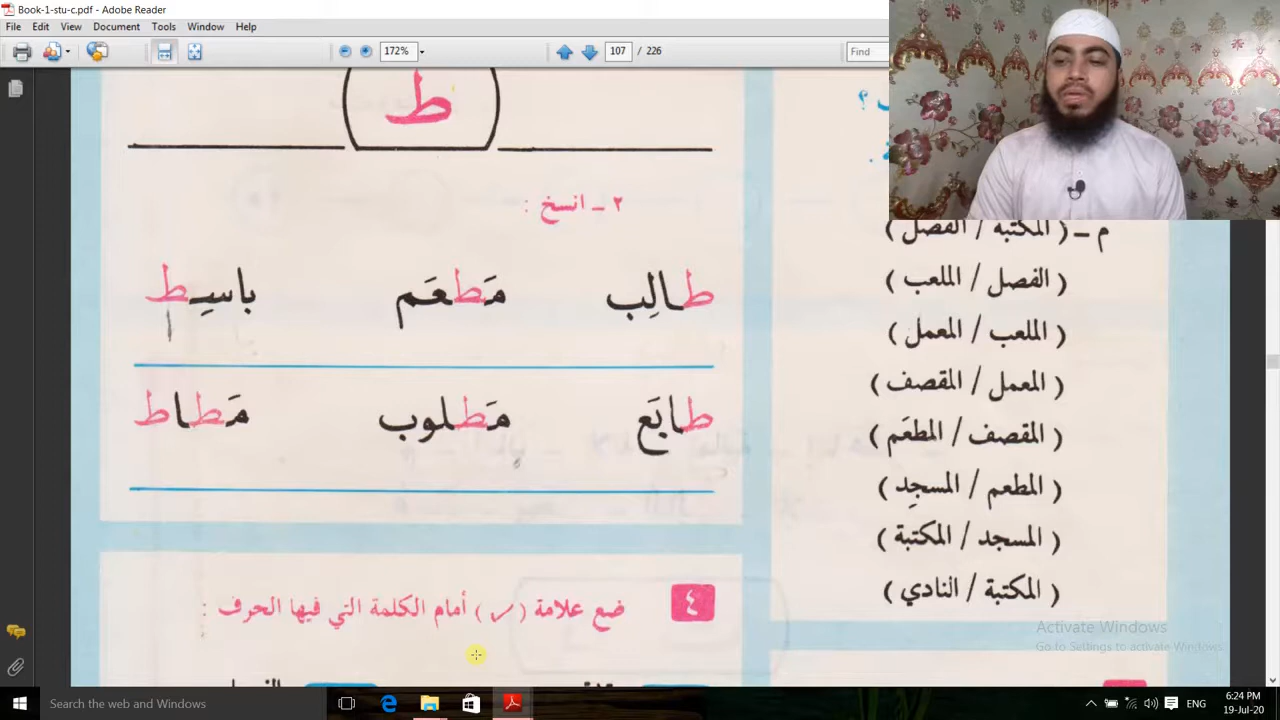 Book-1-stu-c.pdf - Adobe Reader
File Edit View Document Tools Window Help
172% 107 / 226 Find
ط
٢ ـ انسخ :
طالِب مَطعَم باسِط
طابَع مَطلوب مَطاط
٤ ضع علامة (✓) أمام الكلمة التي فيها الحرف :
؟
م ـ ( المكتبة / الفصل )
( الفصل / الملعب )
( الملعب / المعمل )
( المعمل / المقصف )
( المقصف / المطعَم )
( المطعم / المسجِد )
( المسجد / المكتبة )
( المكتبة / النادي )
Activate Windows
Go to Settings to activate Windows.
Search the web and Windows
ENG
6:24 PM
19-Jul-20